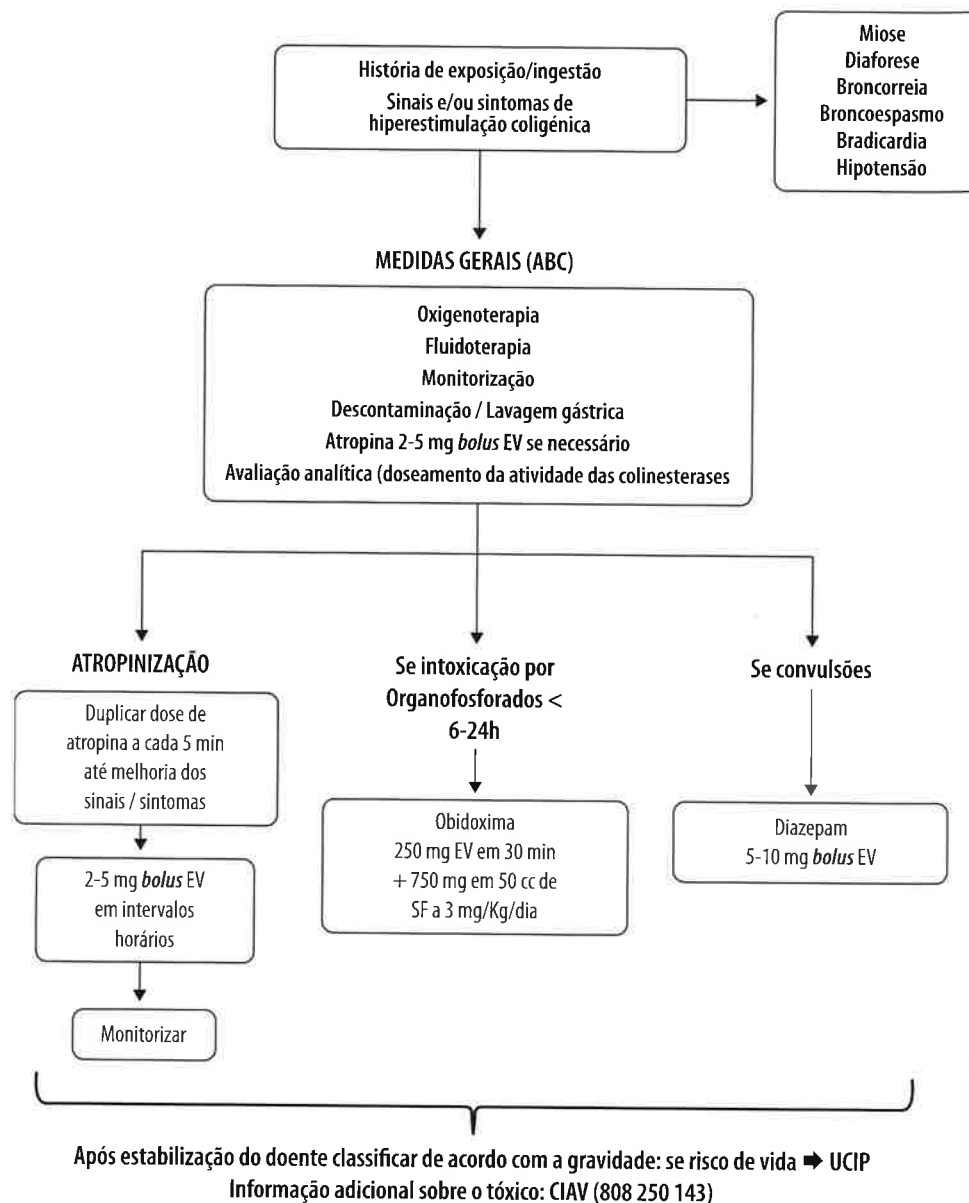 História de exposição/ingestão
Sinais e/ou sintomas de
hiperestimulação coligénica
Miose
Diaforese
Broncorreia
Broncoespasmo
Bradicardia
Hipotensão
MEDIDAS GERAIS (ABC)
Oxigenoterapia
Fluidoterapia
Monitorização
Descontaminação / Lavagem gástrica
Atropina 2-5 mg bolus EV se necessário
Avaliação analítica (doseamento da atividade das colinesterases
ATROPINIZAÇÃO
Duplicar dose de
atropina a cada 5 min
até melhoria dos
sinais / sintomas
2-5 mg bolus EV
em intervalos
horários
Monitorizar
Se intoxicação por
Organofosforados <
6-24h
Obidoxima
250 mg EV em 30 min
+ 750 mg em 50 cc de
SF a 3 mg/Kg/dia
Se convulsões
Diazepam
5-10 mg bolus EV
Após estabilização do doente classificar de acordo com a gravidade: se risco de vida ➡ UCIP
Informação adicional sobre o tóxico: CIAV (808 250 143)